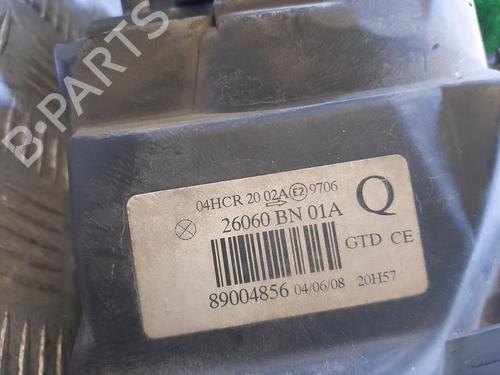 B-PARTS
04HCR 20 02A E2 9706
26060 BN 01A Q
GTD CE
89004856 04/06/08 20H57